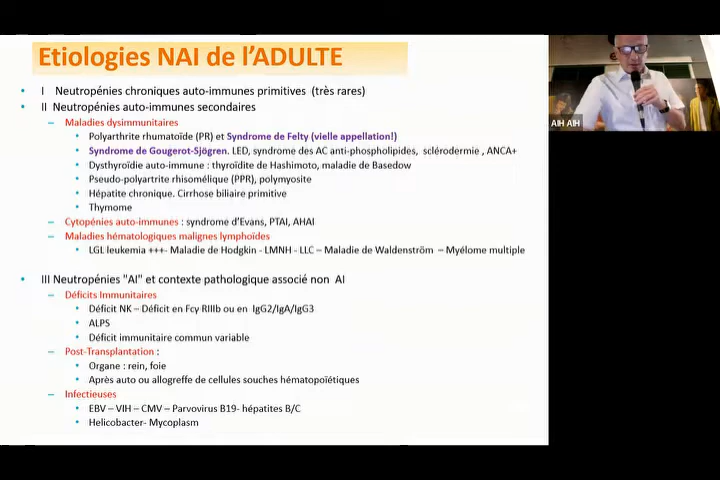 Etiologies NAI de l'ADULTE
• I Neutropénies chroniques auto-immunes primitives (très rares)
• II Neutropénies auto-immunes secondaires
– Maladies dysimmunitaires
• Polyarthrite rhumatoïde (PR) et Syndrome de Felty (vielle appellation!)
• Syndrome de Gougerot-Sjögren. LED, syndrome des AC anti-phospholipides, sclérodermie , ANCA+
• Dysthyroïdie auto-immune : thyroïdite de Hashimoto, maladie de Basedow
• Pseudo-polyartrite rhisomélique (PPR), polymyosite
• Hépatite chronique. Cirrhose biliaire primitive
• Thymome
– Cytopénies auto-immunes : syndrome d'Evans, PTAI, AHAI
– Maladies hématologiques malignes lymphoïdes
• LGL leukemia +++- Maladie de Hodgkin - LMNH - LLC – Maladie de Waldenström – Myélome multiple
• III Neutropénies "AI" et contexte pathologique associé non AI
– Déficits Immunitaires
• Déficit NK – Déficit en Fcγ RIIIb ou en IgG2/IgA/IgG3
• ALPS
• Déficit immunitaire commun variable
– Post-Transplantation :
• Organe : rein, foie
• Après auto ou allogreffe de cellules souches hématopoïétiques
– Infectieuses
• EBV – VIH – CMV – Parvovirus B19- hépatites B/C
• Helicobacter- Mycoplasm
AIH AIH